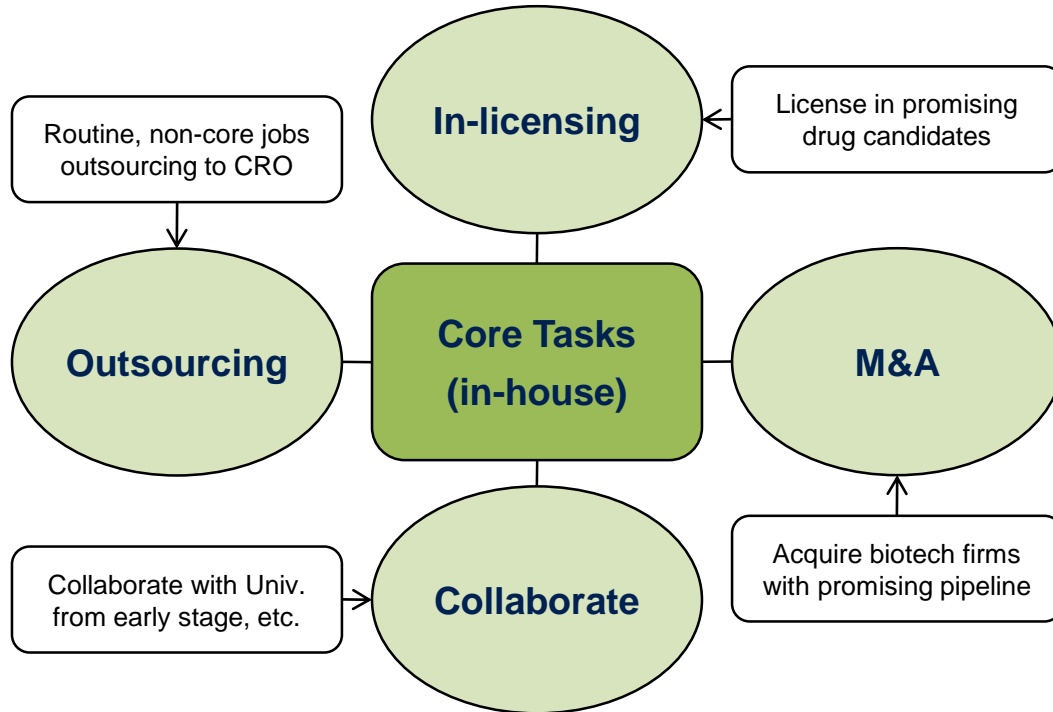 In-licensing
License in promising
drug candidates
Routine, non-core jobs
outsourcing to CRO
Outsourcing
Core Tasks
(in-house)
M&A
Collaborate with Univ.
from early stage, etc.
Collaborate
Acquire biotech firms
with promising pipeline